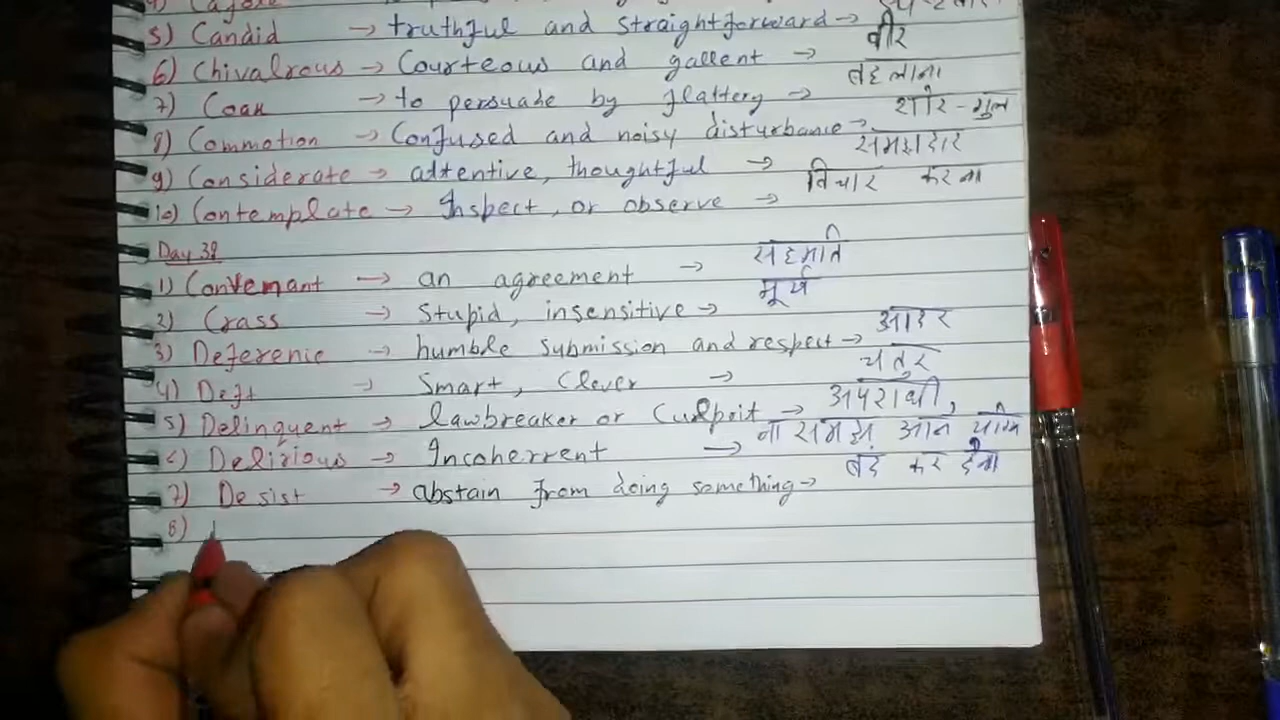 5) Candid → truthful and straightforward →
6) Chivalrous → Courteous and gallent → वीर
7) Coax → to persuade by flattery → बहलाना
8) Commotion → Confused and noisy disturbance → शोर-गुल
9) Considerate → attentive, thoughtful → समझदार
10) Contemplate → Inspect, or observe → विचार करना
Day 38
1) Convenant → an agreement → सहमति
2) Crass → Stupid, insensitive → मूर्ख
3) Deferenie → humble submission and respect → आदर
4) Deft → Smart, Clever → चतुर
5) Delinquent → lawbreaker or Culpoit → अपराधी,
6) Delirious → Incoherrent → ना समझ आने योग्य
7) Desist → abstain from doing something → बंद कर देना
8)